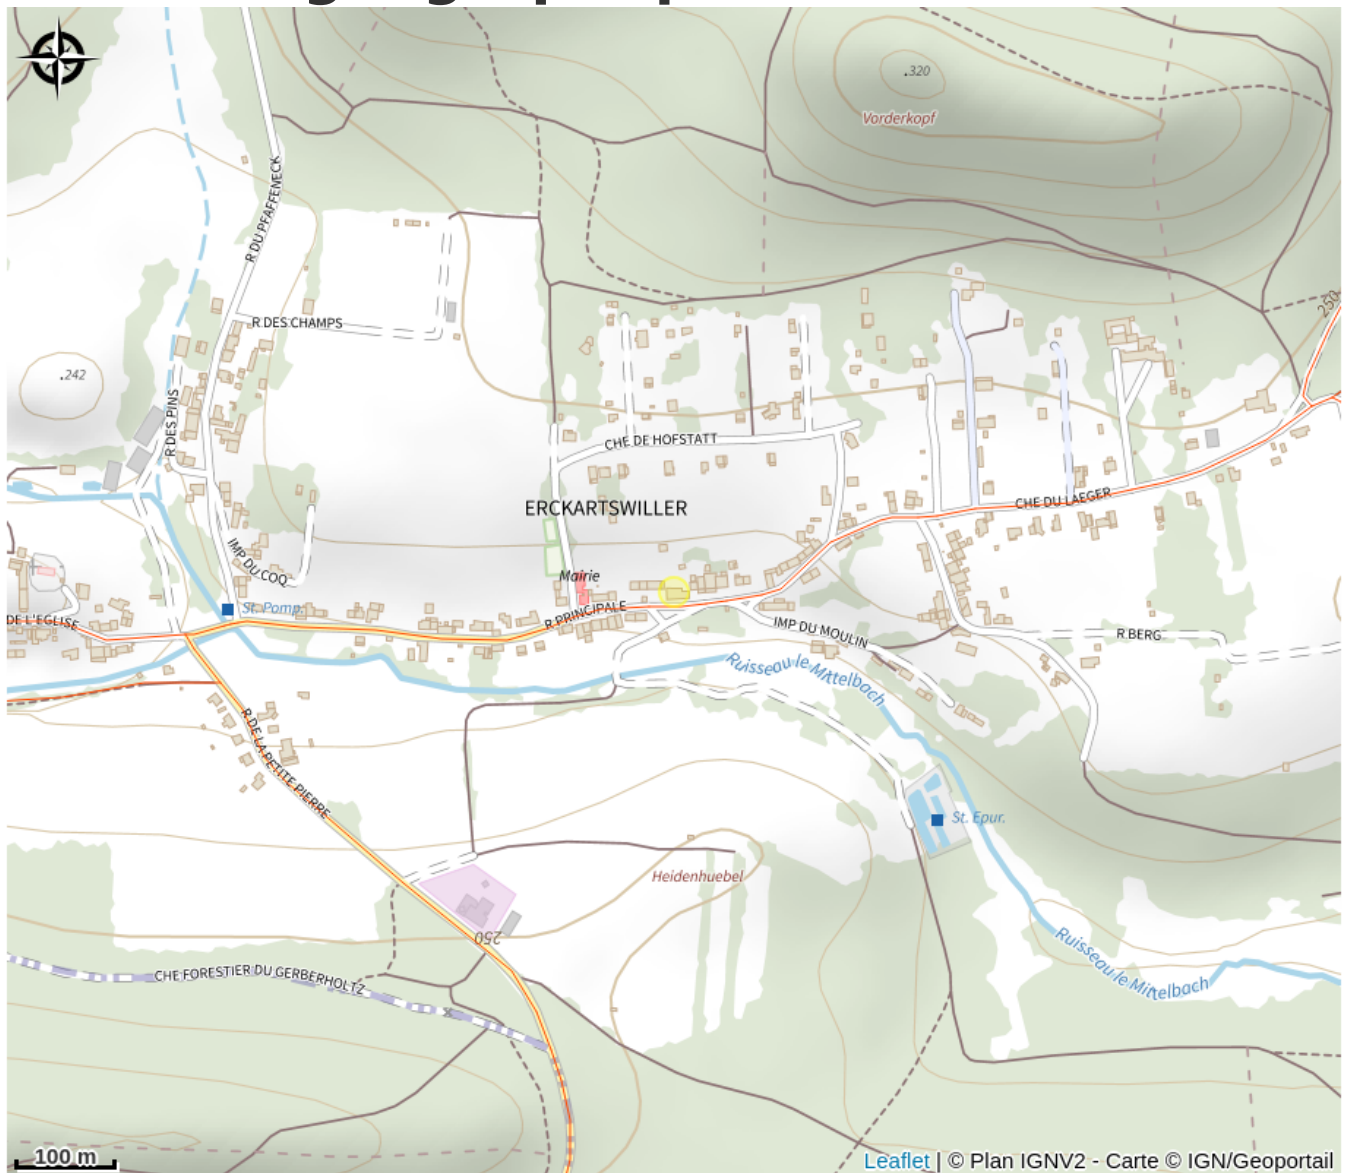 .320
Vorderkopf
R DU PFAFFENECK
250
R DES CHAMPS
.242
R DES PINS
CHE DE HOFSTATT
CHE DU LAEGER
ERCKARTSWILLER
IMP DU COQ
Mairie
St. Pomp.
R PRINCIPALE
DE L'EGLISE
IMP DU MOULIN
R BERG
Ruisseau le Mittelbach
R DE LA PETITE PIERRE
St. Epur.
Heidenhuebel
250
Ruisseau le Mittelbach
CHE FORESTIER DU GERBERHOLTZ
100 m
Leaflet | © Plan IGNV2 - Carte © IGN/Geoportail